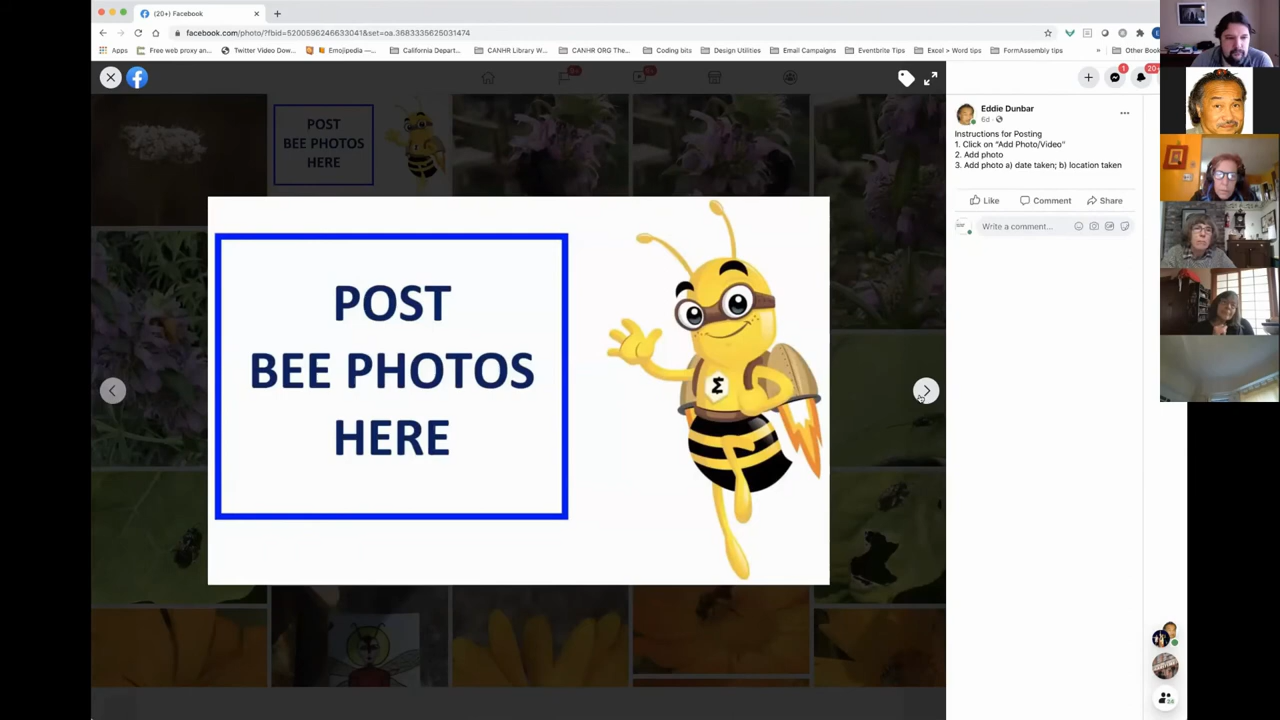 (20+) Facebook
facebook.com/photo/?fbid=5200596246633041&set=oa.3683335625031474
Apps
Free web proxy an...
Twitter Video Dow...
Emojipedia —...
California Depart...
CANHR Library W...
CANHR ORG The...
Coding bits
Design Utilities
Email Campaigns
Eventbrite Tips
Excel > Word tips
FormAssembly tips
»
Other Book
1
20+
POST
BEE PHOTOS
HERE
POST
BEE PHOTOS
HERE
Σ
Eddie Dunbar
6d
Instructions for Posting
1. Click on "Add Photo/Video"
2. Add photo
3. Add photo a) date taken; b) location taken
Like
Comment
Share
Write a comment...